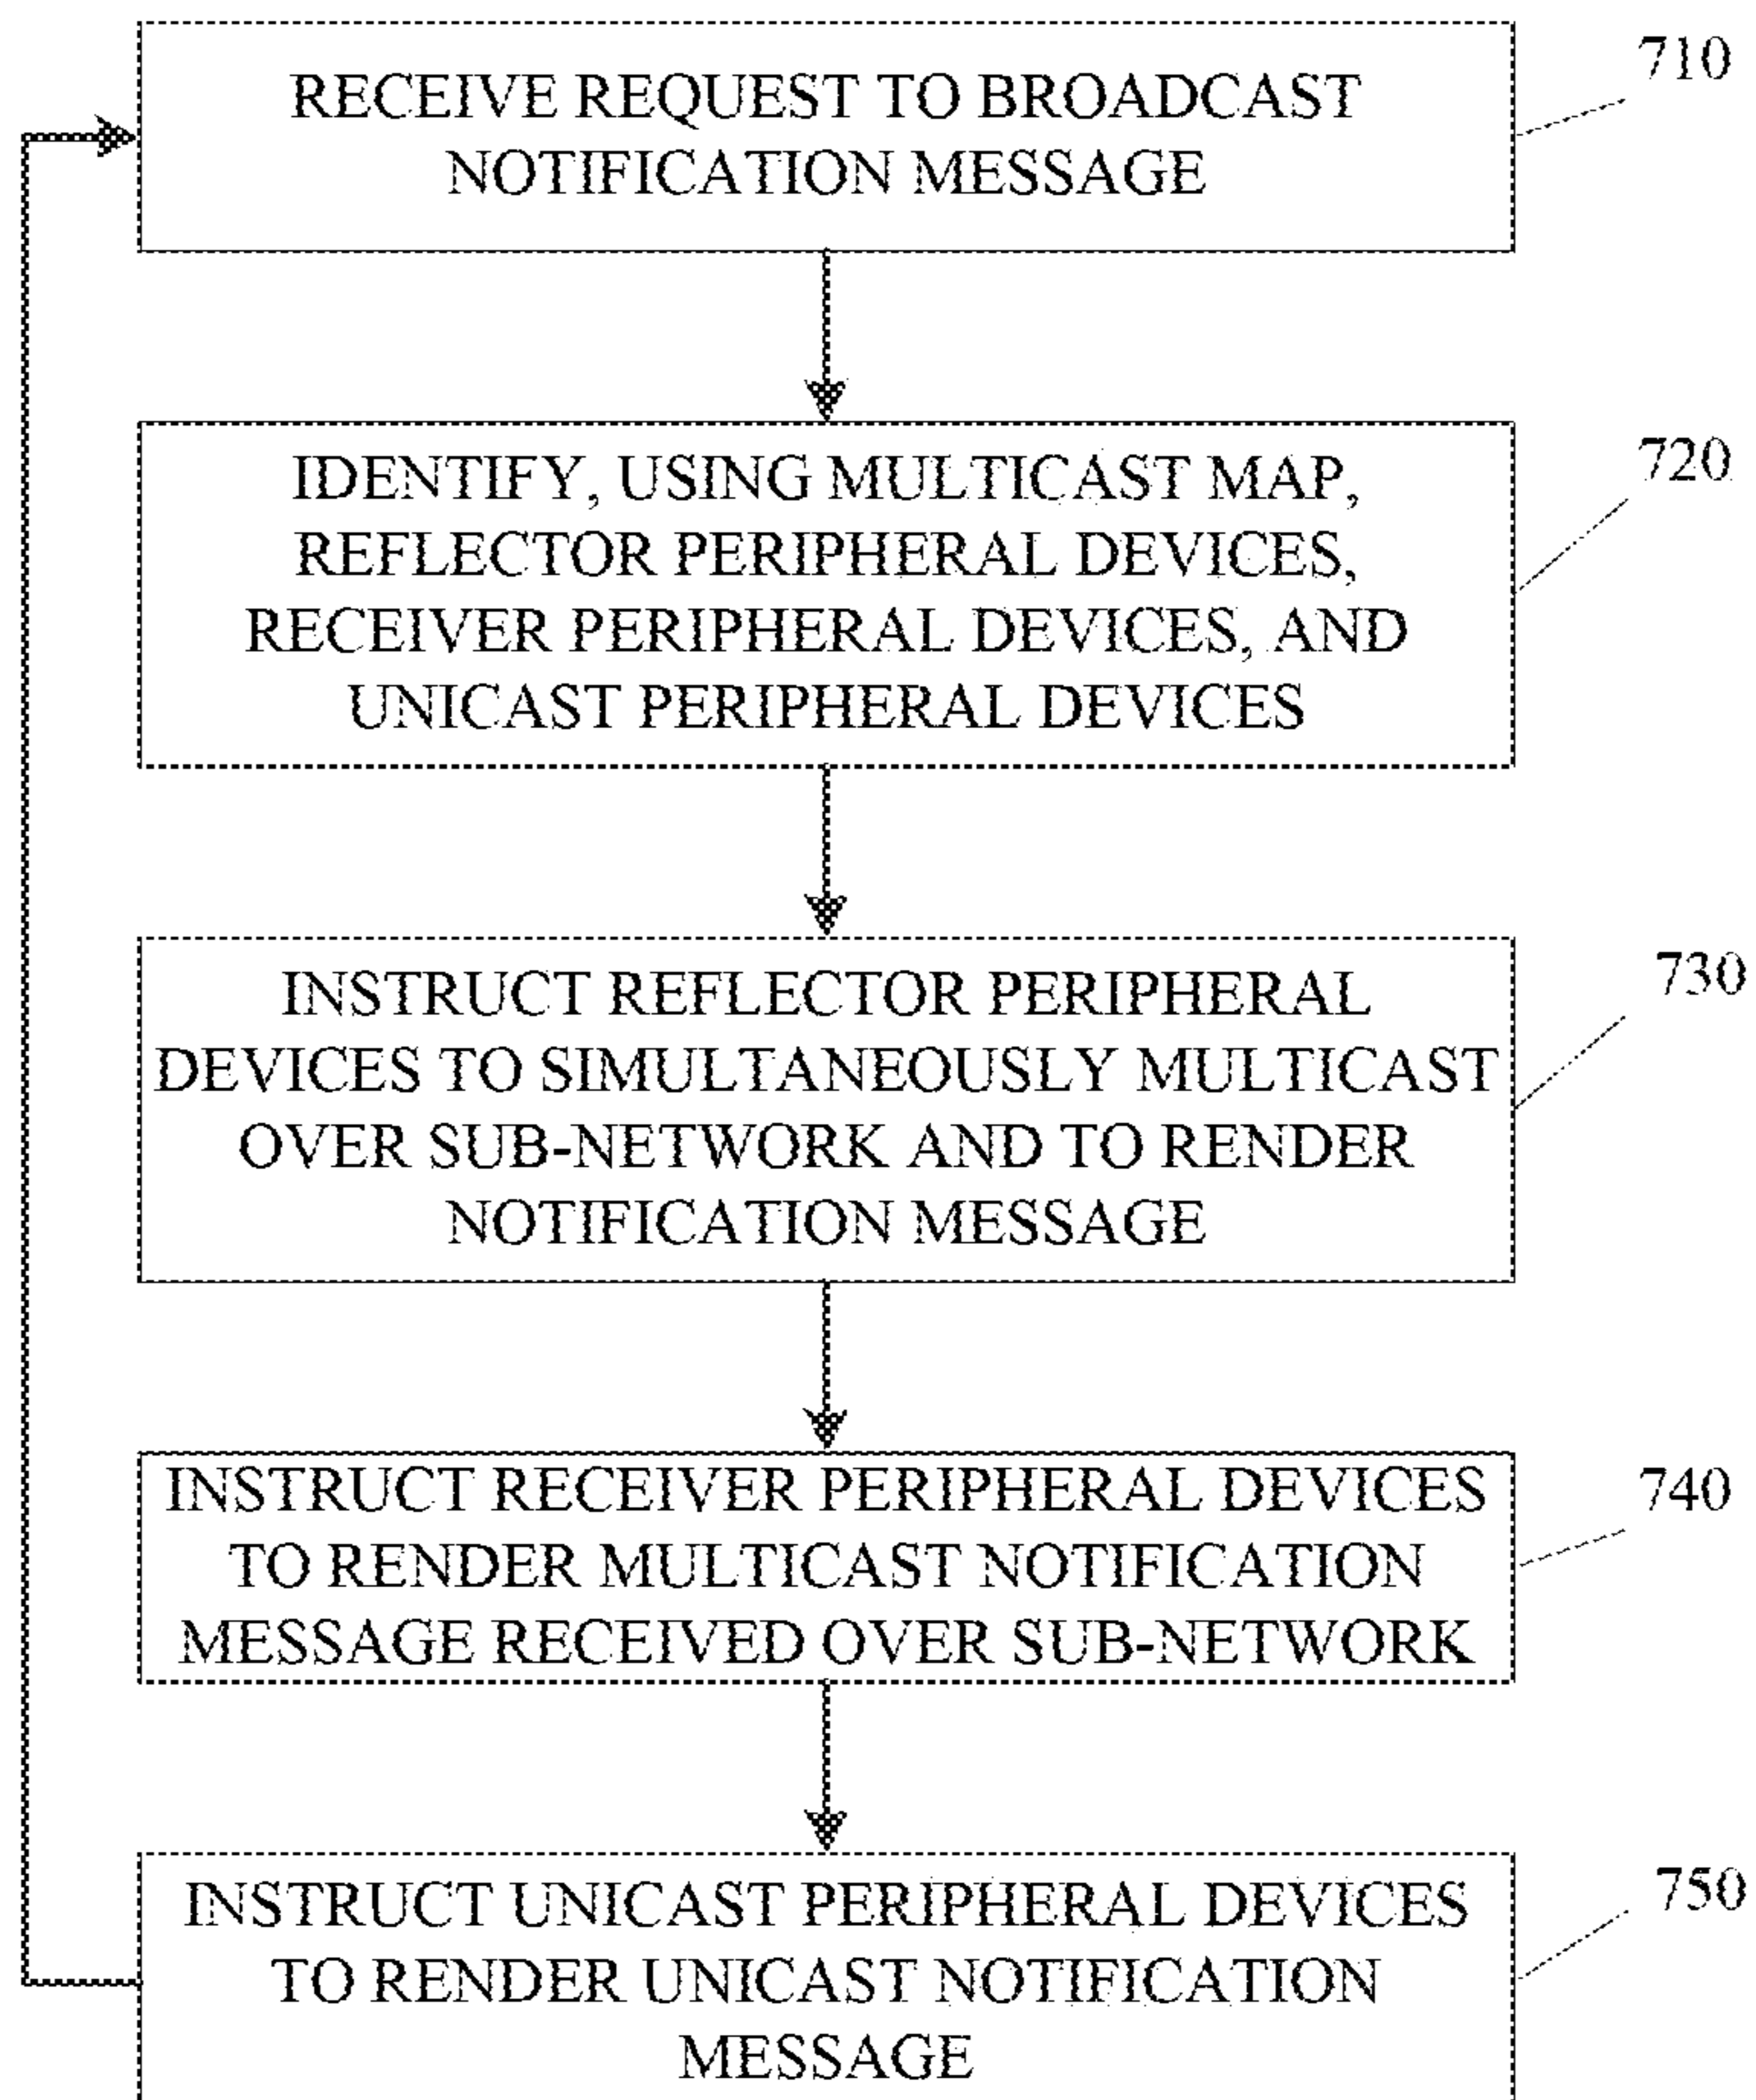 RECEIVE REQUEST TO BROADCAST
NOTIFICATION MESSAGE
710
IDENTIFY, USING MULTICAST MAP,
REFLECTOR PERIPHERAL DEVICES,
RECEIVER PERIPHERAL DEVICES, AND
UNICAST PERIPHERAL DEVICES
720
INSTRUCT REFLECTOR PERIPHERAL
DEVICES TO SIMULTANEOUSLY MULTICAST
OVER SUB-NETWORK AND TO RENDER
NOTIFICATION MESSAGE
730
INSTRUCT RECEIVER PERIPHERAL DEVICES
TO RENDER MULTICAST NOTIFICATION
MESSAGE RECEIVED OVER SUB-NETWORK
740
INSTRUCT UNICAST PERIPHERAL DEVICES
TO RENDER UNICAST NOTIFICATION
MESSAGE
750